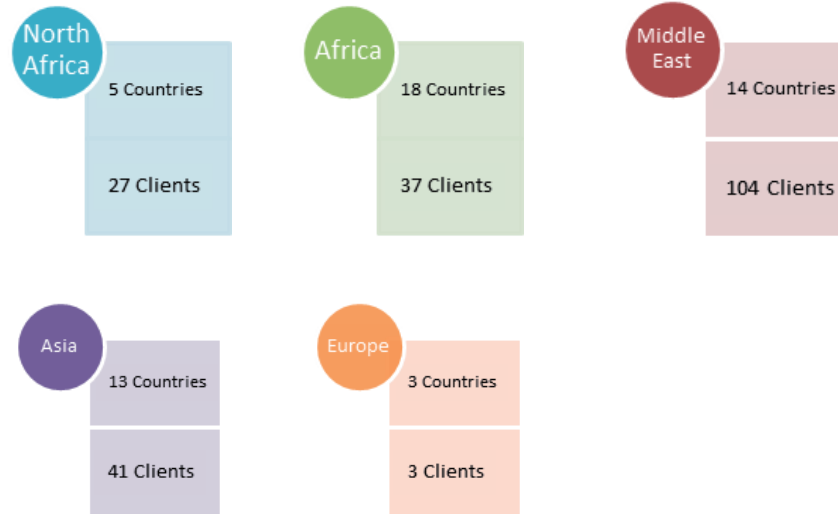 North
Africa
5 Countries
27 Clients
Africa
18 Countries
37 Clients
Middle
East
14 Countries
104 Clients
Asia
13 Countries
41 Clients
Europe
3 Countries
3 Clients